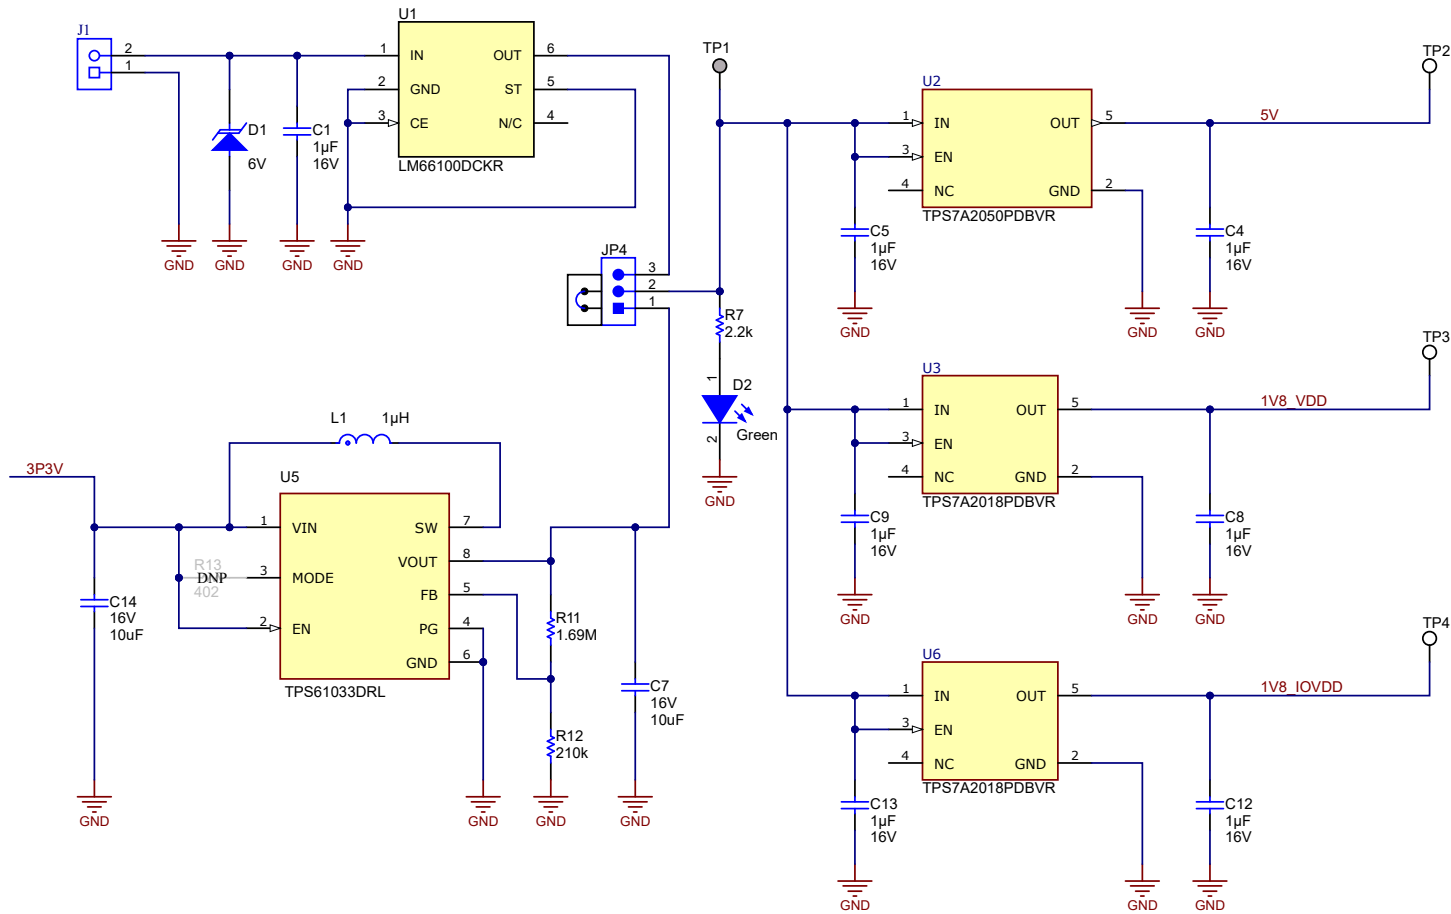 J1
2
1
GND
D1
6V
GND
C1
1µF
16V
GND
U1
1
IN
OUT
6
2
GND
ST
5
3
CE
N/C
4
LM66100DCKR
GND
JP4
3
2
1
TP1
R7
2.2k
1
D2
Green
2
GND
3P3V
L1
1µH
U5
1
VIN
SW
7
VOUT
8
R13
DNP
402
3
MODE
FB
5
2
EN
PG
4
GND
6
TPS61033DRL
C14
16V
10uF
GND
GND
R11
1.69M
R12
210k
GND
C7
16V
10uF
GND
U2
1
IN
OUT
5
3
EN
4
NC
GND
2
TPS7A2050PDBVR
5V
TP2
C5
1µF
16V
GND
GND
C4
1µF
16V
GND
U3
1
IN
OUT
5
3
EN
4
NC
GND
2
TPS7A2018PDBVR
1V8_VDD
TP3
C9
1µF
16V
GND
GND
C8
1µF
16V
GND
U6
1
IN
OUT
5
3
EN
4
NC
GND
2
TPS7A2018PDBVR
1V8_IOVDD
TP4
C13
1µF
16V
GND
GND
C12
1µF
16V
GND